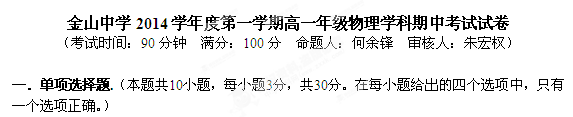 金山中学 2014 学年度第一学期高一年级物理学科期中考试试卷
（考试时间：90 分钟　满分：100 分　命题人：何余锋　审核人：朱宏权）
一．单项选择题.（本题共10小题，每小题3分，共30分。在每小题给出的四个选项中，只有
一个选项正确。）